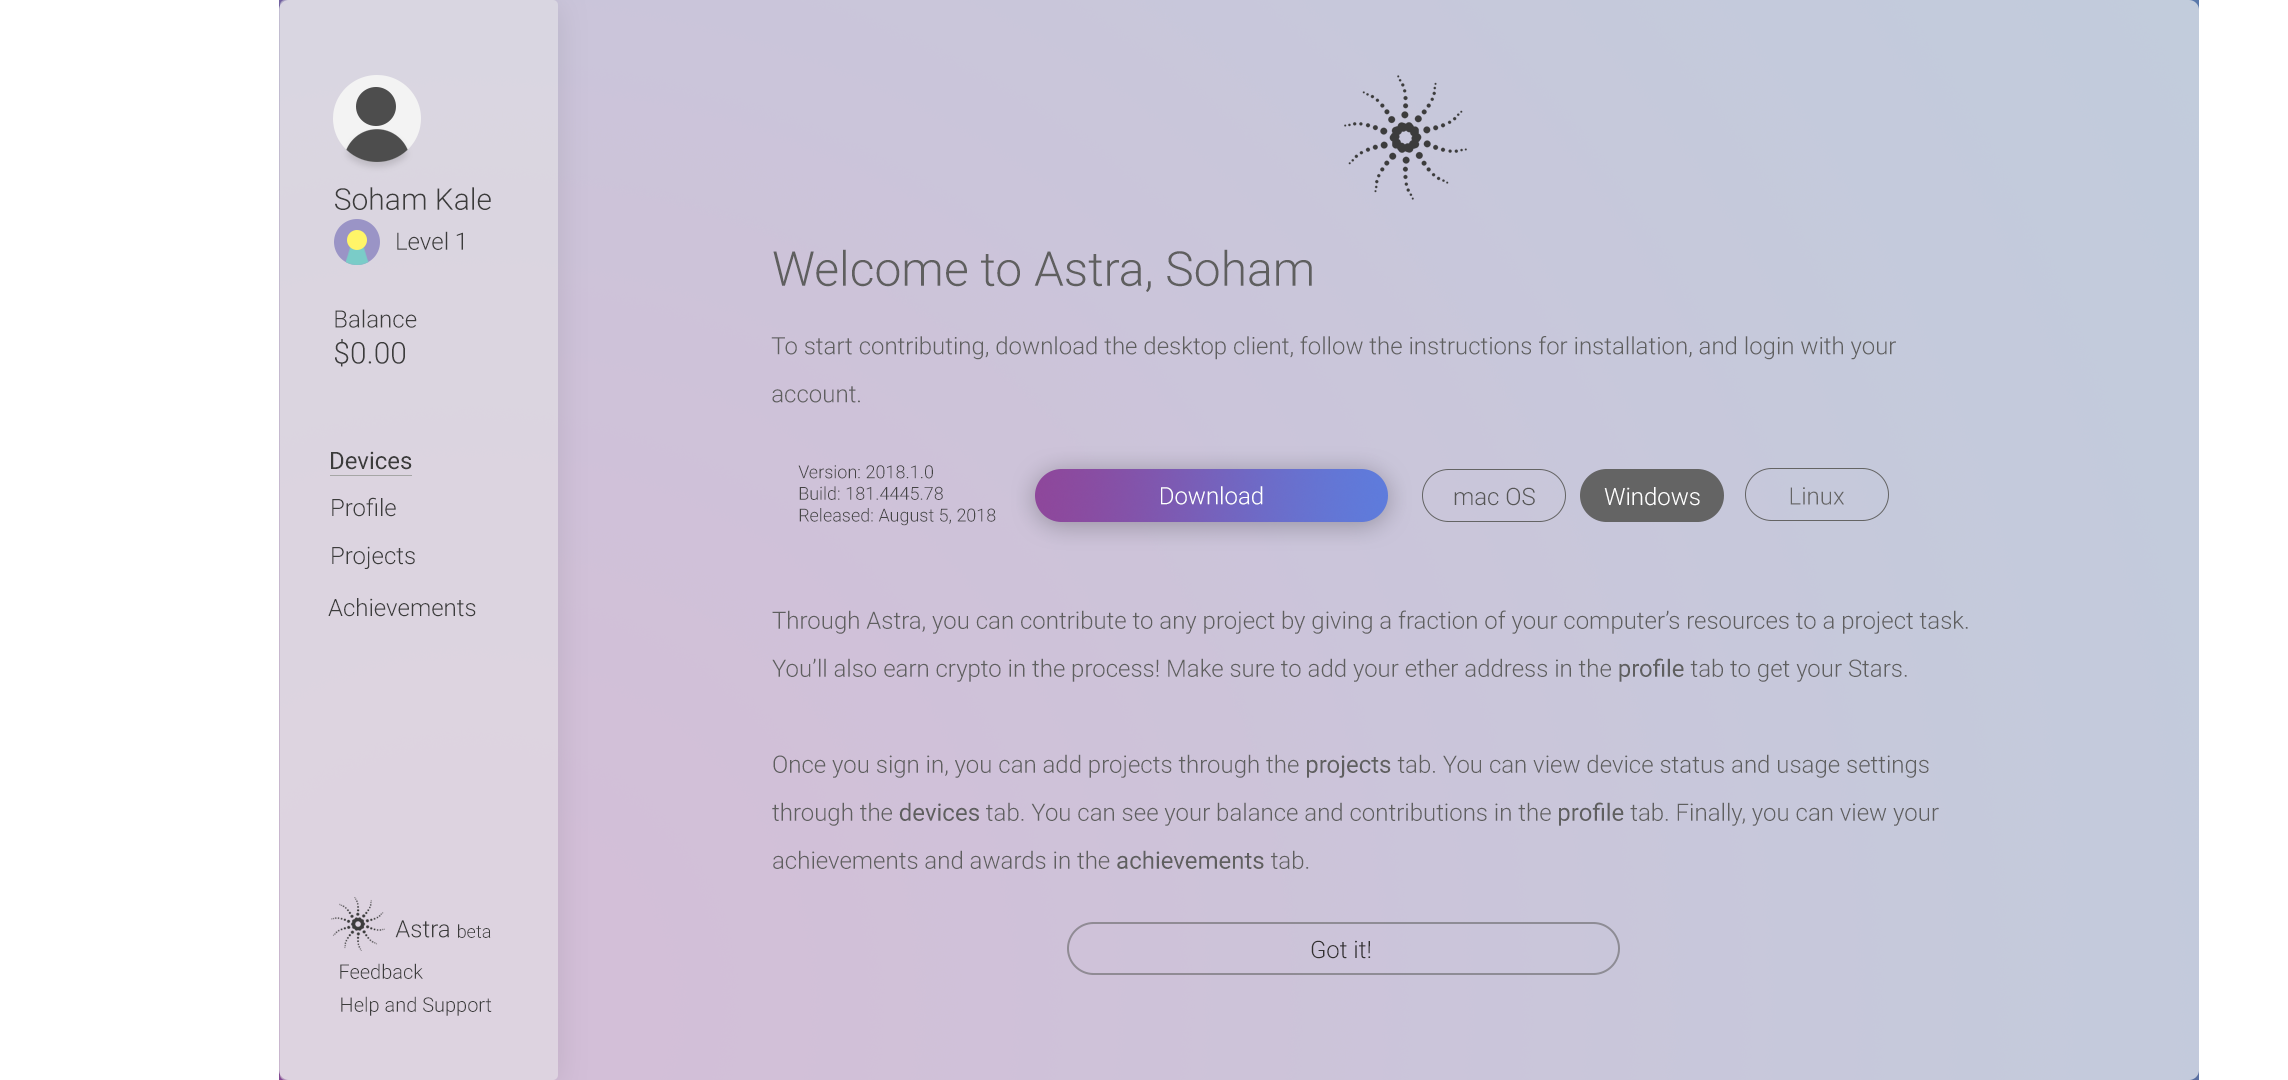 Soham Kale
Level 1
Balance
$0.00
Devices
Profile
Projects
Achievements
Astra beta
Feedback
Help and Support
Welcome to Astra, Soham
To start contributing, download the desktop client, follow the instructions for installation, and login with your
account.
Version: 2018.1.0
Build: 181.4445.78
Released: August 5, 2018
Download
mac OS
Windows
Linux
Through Astra, you can contribute to any project by giving a fraction of your computer’s resources to a project task.
You’ll also earn crypto in the process! Make sure to add your ether address in the profile tab to get your Stars.
Once you sign in, you can add projects through the projects tab. You can view device status and usage settings
through the devices tab. You can see your balance and contributions in the profile tab. Finally, you can view your
achievements and awards in the achievements tab.
Got it!